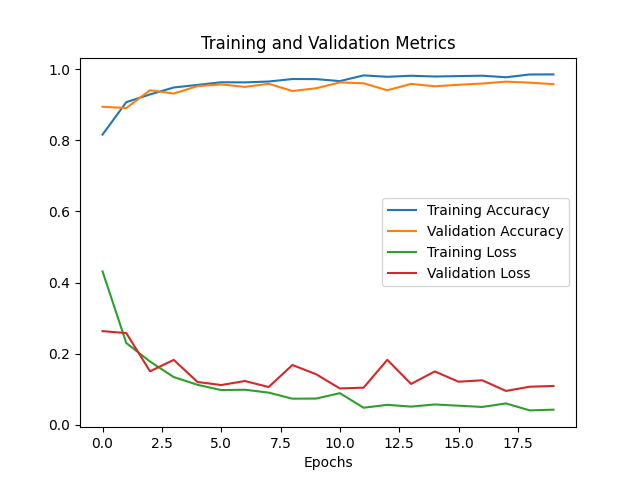 Training and Validation Metrics
1.0
0.8
0.6
0.4
0.2
0.0
Training Accuracy
Validation Accuracy
Training Loss
Validation Loss
0.0 2.5 5.0 7.5 10.0 12.5 15.0 17.5
Epochs